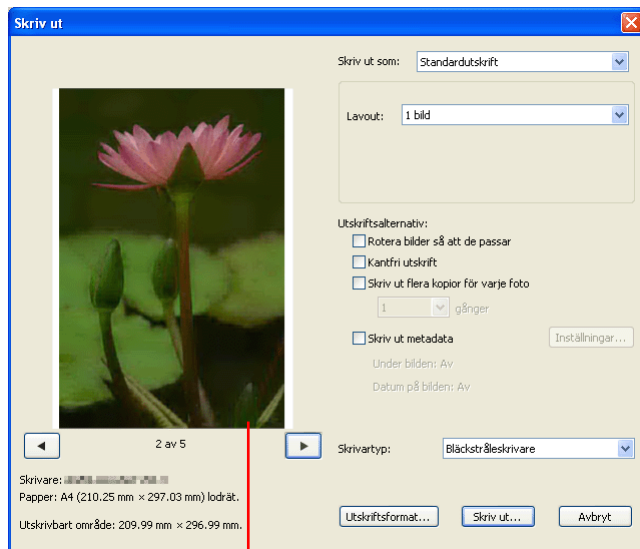 Skriv ut
Skriv ut som: Standardutskrift
Layout: 1 bild
Utskriftsalternativ:
Rotera bilder så att de passar
Kantfri utskrift
Skriv ut flera kopior för varje foto
1 gånger
Skriv ut metadata Inställningar...
Under bilden: Av
Datum på bilden: Av
2 av 5
Skrivartyp: Bläckstråleskrivare
Skrivare:
Papper: A4 (210.25 mm × 297.03 mm) lodrät.
Utskrivbart område: 209.99 mm × 296.99 mm.
Utskriftsformat... Skriv ut... Avbryt